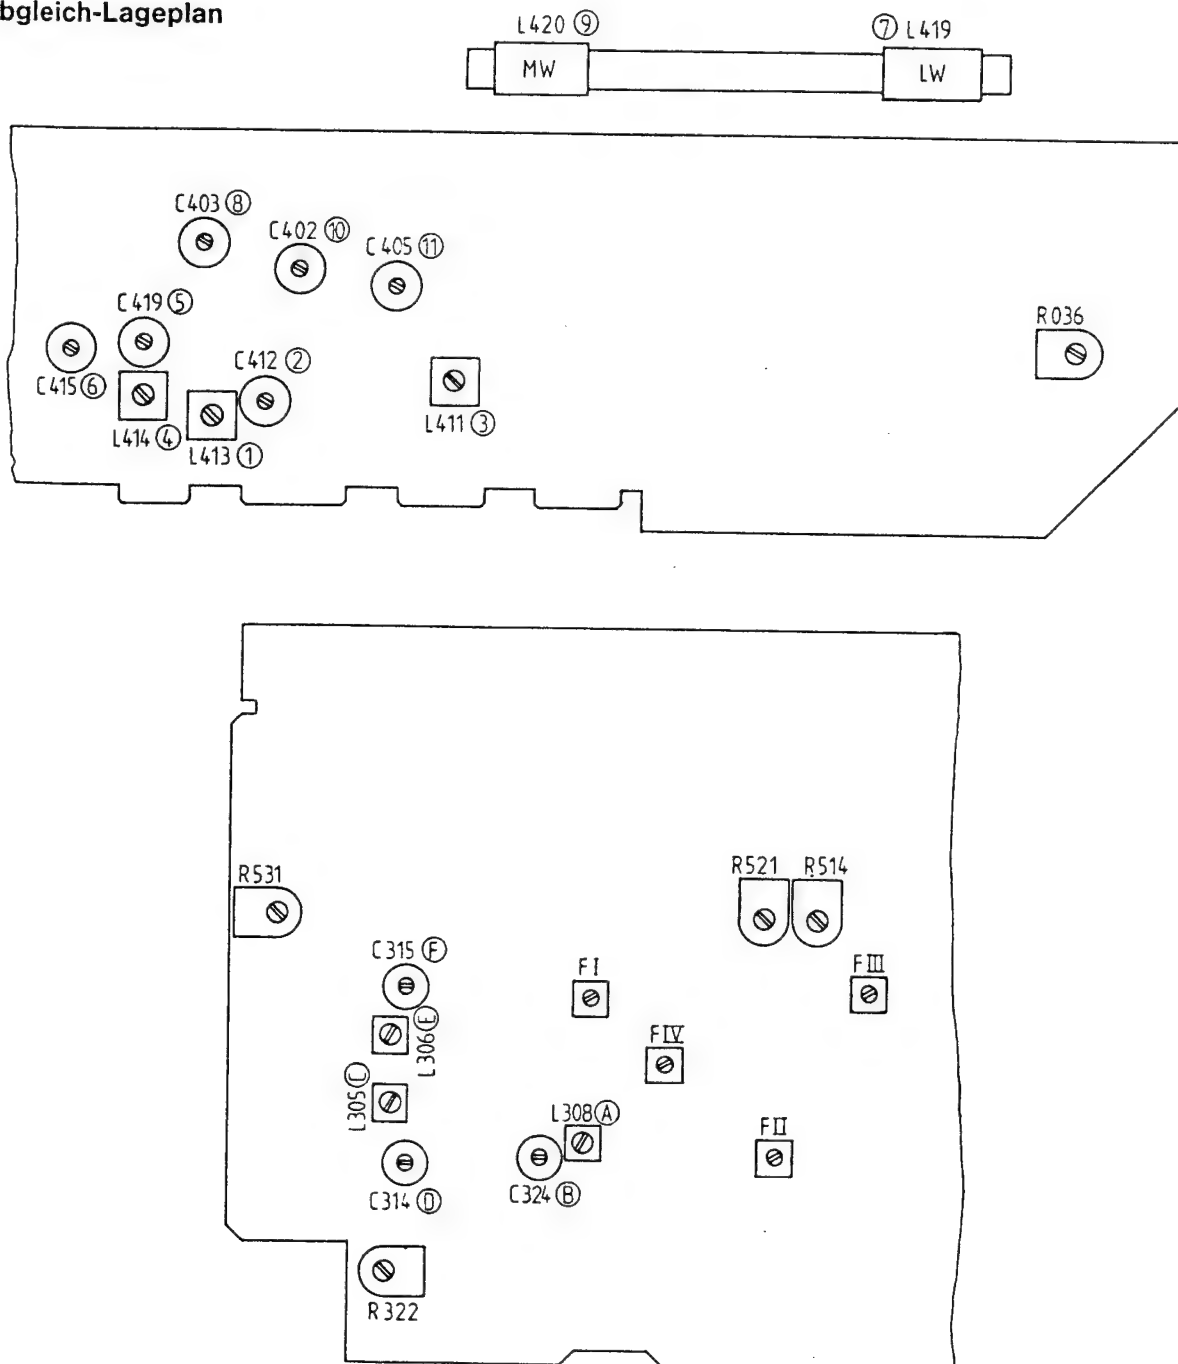 bgleich-Lageplan
L420 ⑨
⑦ L419
MW
LW
C403 ⑧
C402 ⑩
C405 ⑪
C419 ⑤
R036
C412 ②
C415 ⑥
L411 ③
L414 ④
L413 ①
R531
R521
R514
C315 Ⓕ
F I
F III
L306 Ⓔ
F IV
L305 Ⓒ
L308 Ⓐ
F II
C324 Ⓑ
C314 Ⓓ
R322